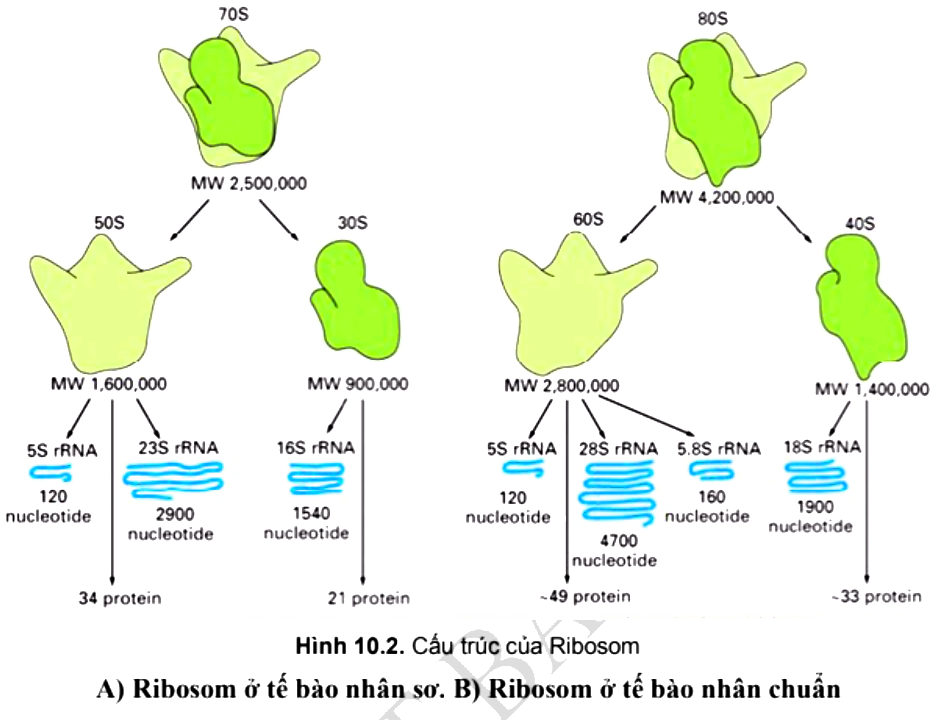 70S
80S
MW 2,500,000
MW 4,200,000
50S
30S
60S
40S
MW 1,600,000
MW 900,000
MW 2,800,000
MW 1,400,000
5S rRNA
120
nucleotide
23S rRNA
2900
nucleotide
16S rRNA
1540
nucleotide
5S rRNA
120
nucleotide
28S rRNA
4700
nucleotide
5.8S rRNA
160
nucleotide
18S rRNA
1900
nucleotide
34 protein
21 protein
~49 protein
~33 protein
Hình 10.2. Cấu trúc của Ribosom
A) Ribosom ở tế bào nhân sơ. B) Ribosom ở tế bào nhân chuẩn